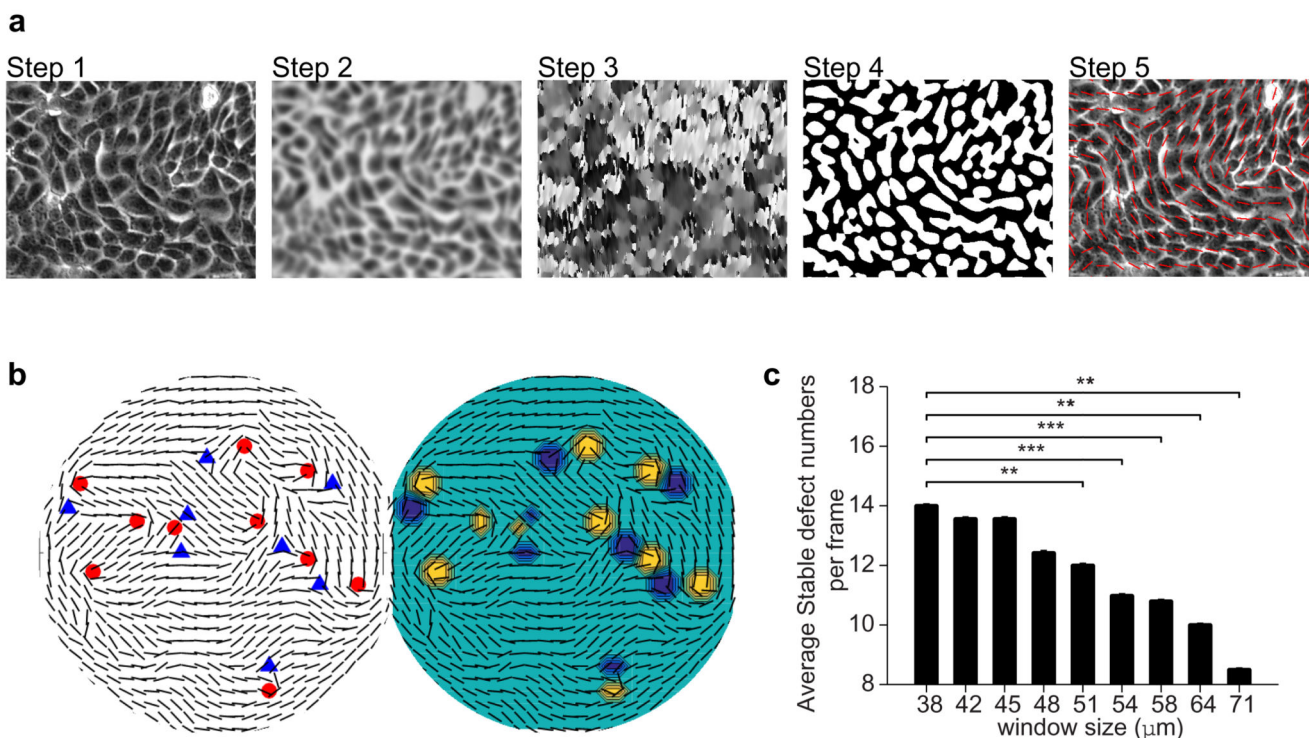 a
Step 1 Step 2 Step 3 Step 4 Step 5
b
c
Average Stable defect numbers
per frame
18
16
14
12
10
8
**
**
***
***
**
38 42 45 48 51 54 58 64 71
window size (μm)